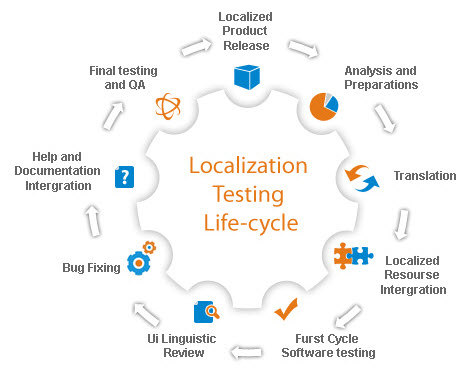 Localized
Product
Release
Analysis and
Preparations
Translation
Localized
Resourse
Intergration
Furst Cycle
Software testing
Ui Linguistic
Review
Bug Fixing
Help and
Documentation
Intergration
Final testing
and QA
Localization
Testing
Life-cycle
?